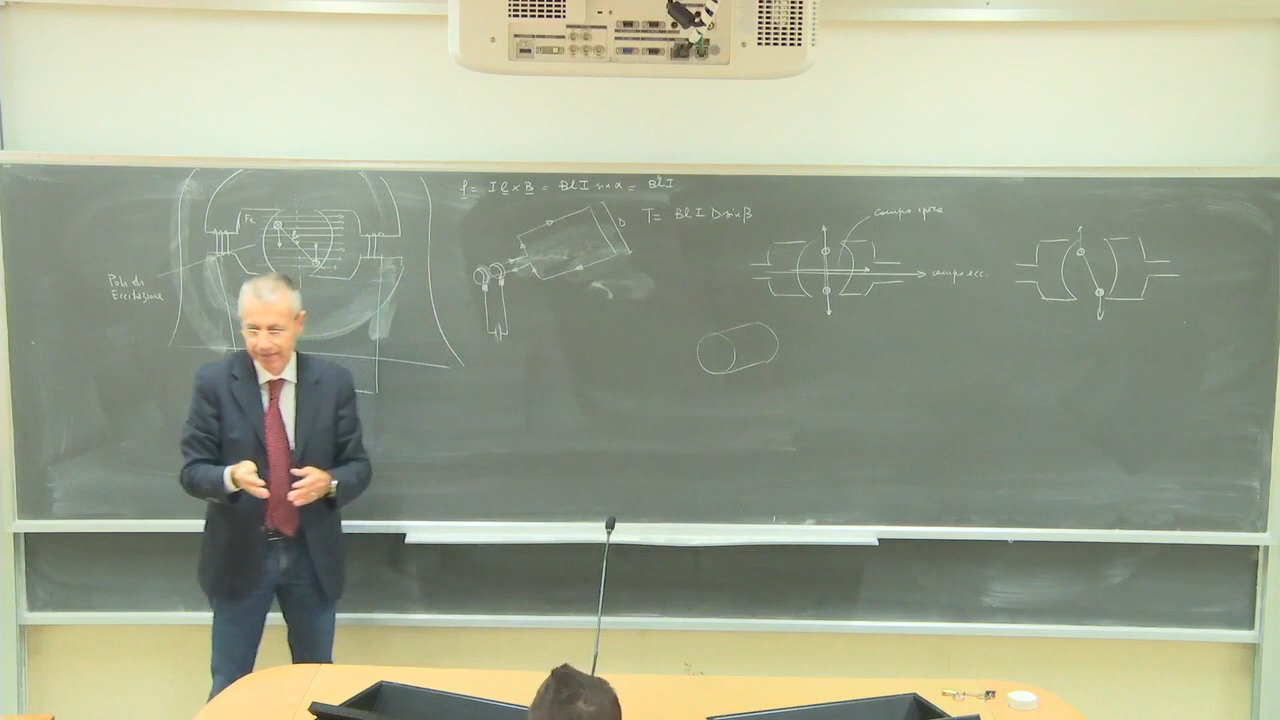 f = I l × B = B l I sin α = B l I
T = B l I D sin β
D
Fe
Poli di
Eccitazione
campo spira
campo ecc.